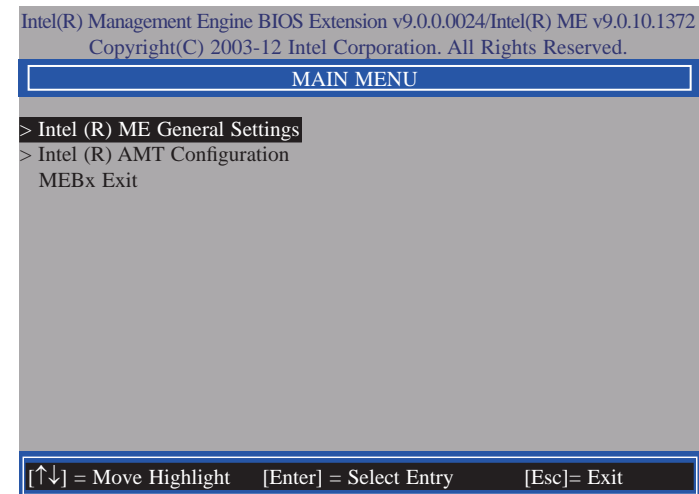 Intel(R) Management Engine BIOS Extension v9.0.0.0024/Intel(R) ME v9.0.10.1372
Copyright(C) 2003-12 Intel Corporation. All Rights Reserved.
MAIN MENU
> Intel (R) ME General Settings
> Intel (R) AMT Configuration
MEBx Exit
[↑↓] = Move Highlight [Enter] = Select Entry [Esc]= Exit